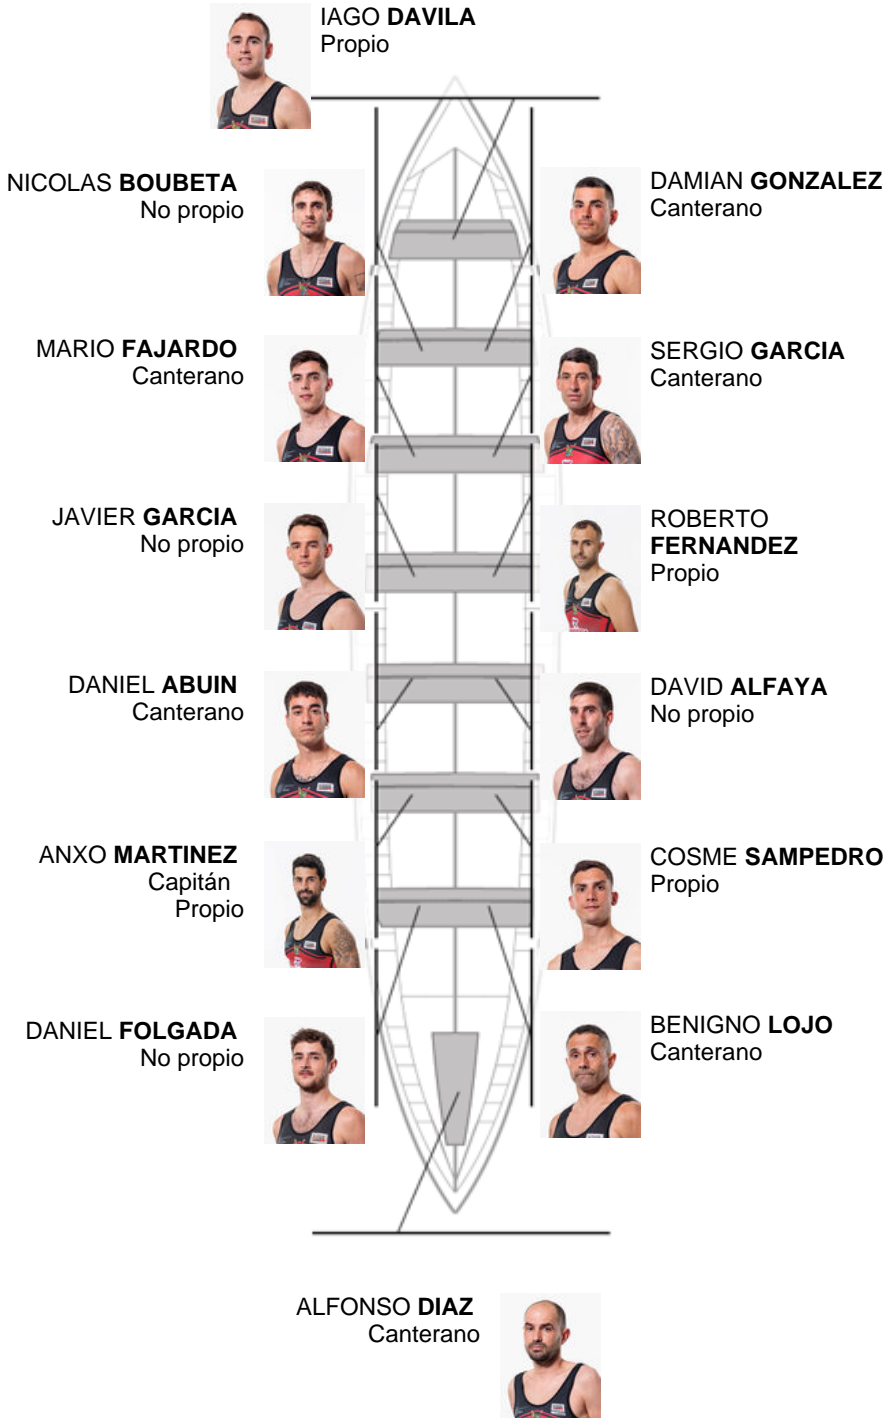 IAGO DAVILA
Propio
NICOLAS BOUBETA
No propio
DAMIAN GONZALEZ
Canterano
MARIO FAJARDO
Canterano
SERGIO GARCIA
Canterano
JAVIER GARCIA
No propio
ROBERTO
FERNANDEZ
Propio
DANIEL ABUIN
Canterano
DAVID ALFAYA
No propio
ANXO MARTINEZ
Capitán
Propio
COSME SAMPEDRO
Propio
DANIEL FOLGADA
No propio
BENIGNO LOJO
Canterano
ALFONSO DIAZ
Canterano